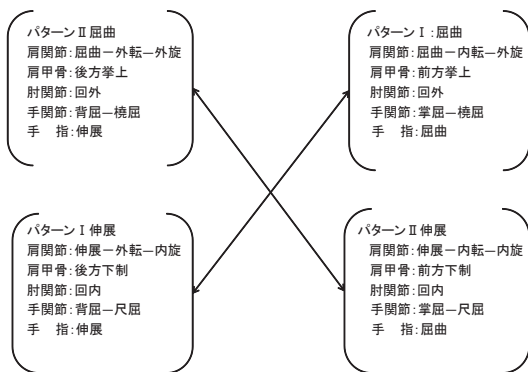 パターンⅡ屈曲
肩関節:屈曲ー外転ー外旋
肩甲骨:後方挙上
肘関節:回外
手関節:背屈ー橈屈
手　指:伸展
パターンⅠ:屈曲
肩関節:屈曲ー内転ー外旋
肩甲骨:前方挙上
肘関節:回外
手関節:掌屈ー橈屈
手　指:屈曲
パターンⅠ伸展
肩関節:伸展ー外転ー内旋
肩甲骨:後方下制
肘関節:回内
手関節:背屈ー尺屈
手　指:伸展
パターンⅡ伸展
肩関節:伸展ー内転ー内旋
肩甲骨:前方下制
肘関節:回内
手関節:掌屈ー尺屈
手　指:屈曲